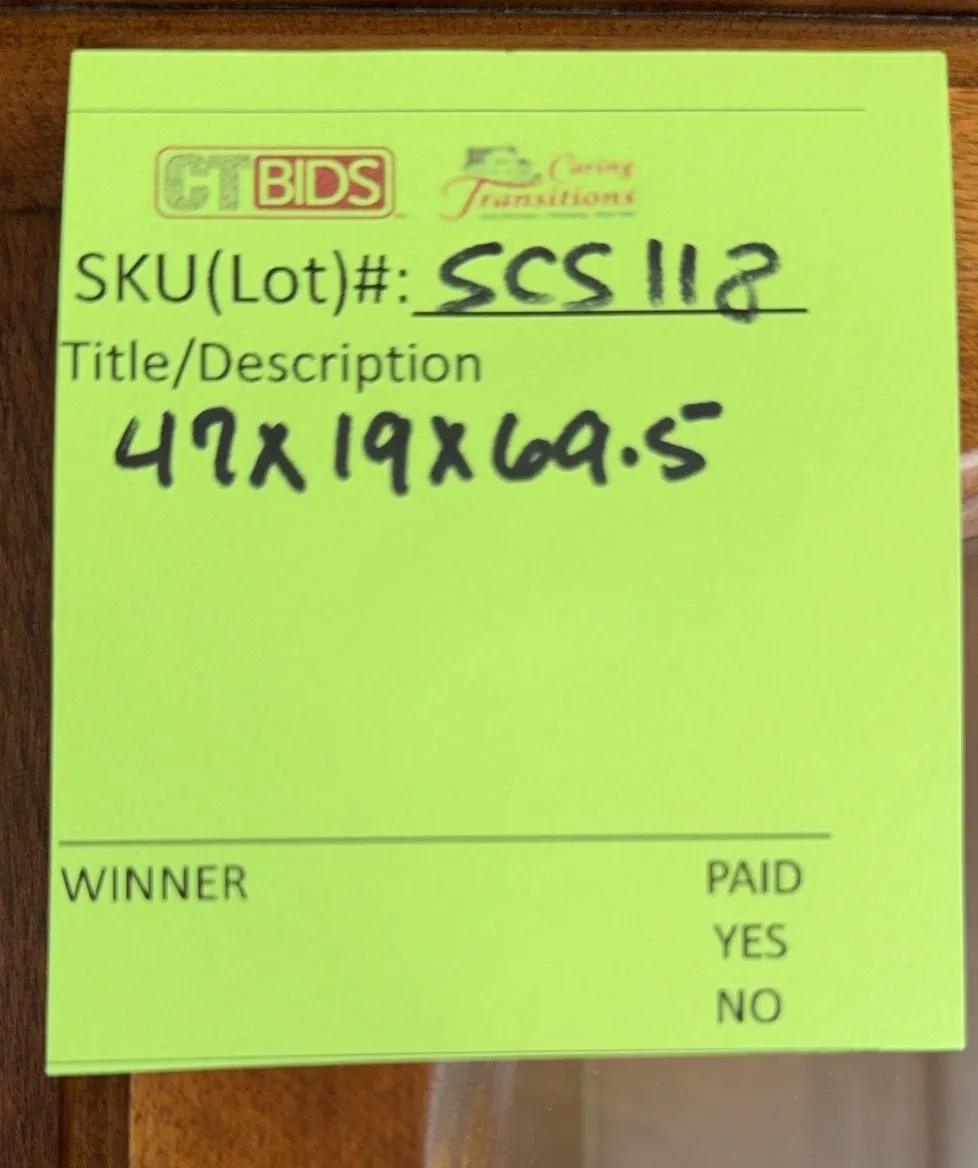 CTBIDS Caring
Transitions
SKU(Lot)#: SCS118
Title/Description
47x19x69.5
WINNER PAID
YES
NO